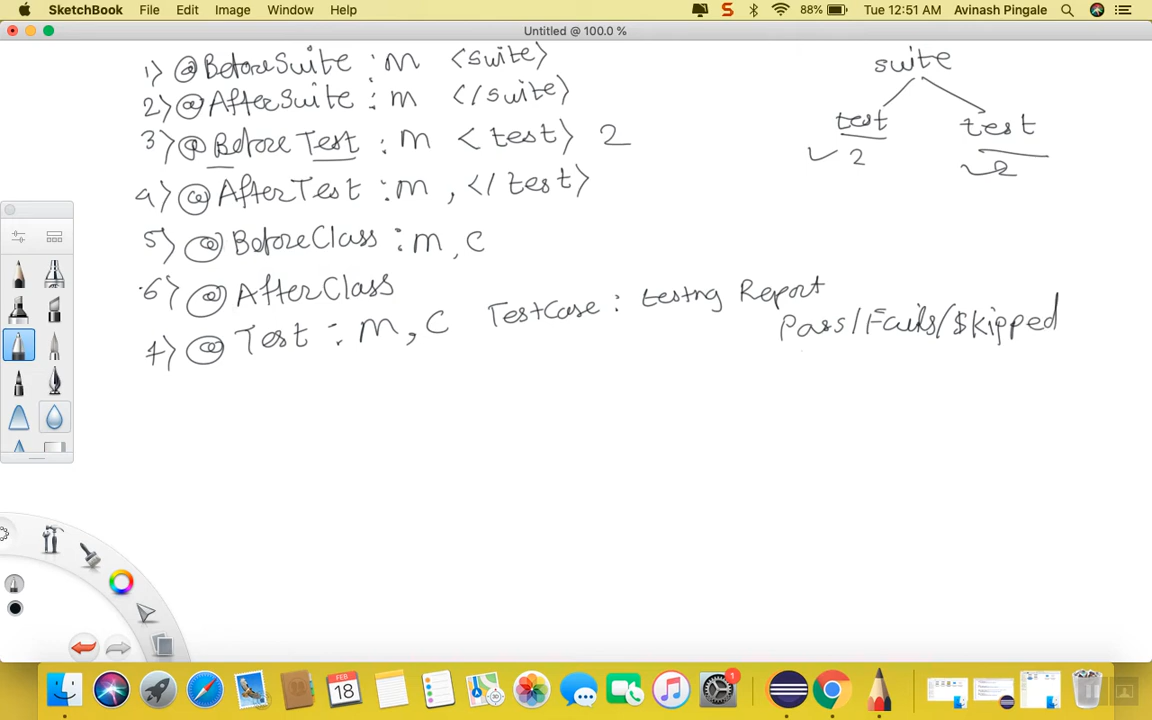 SketchBook File Edit Image Window Help 88% Tue 12:51 AM Avinash Pingale
Untitled @ 100.0 %
1) @BeforeSuite : m <suite>
2) @AfterSuite : m </suite>
3) @BeforeTest : m <test> 2
4) @AfterTest : m , </test>
5) @BeforeClass : m , c
6) @AfterClass
7) @Test : m , c TestCase : testng Report
Pass/Fails/Skipped
suite
test test
2 2
FEB
18
1